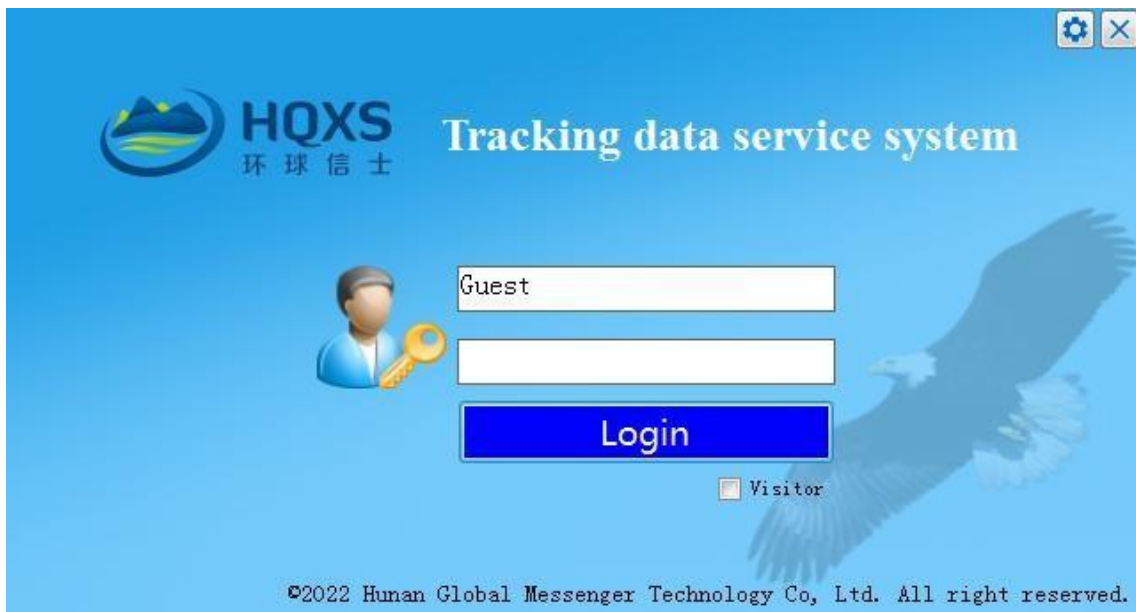 HQXS
环球信士
Tracking data service system
Guest
Login
Visitor
©2022 Hunan Global Messenger Technology Co, Ltd. All right reserved.